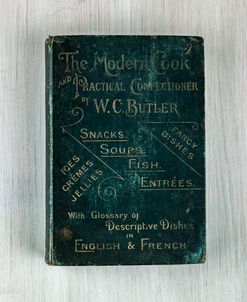 The Modern Cook
AND
PRACTICAL CONFECTIONER
BY
W. C. BUTLER
FANCY
DISHES
SNACKS.
SOUPS.
FISH.
ENTRÉES.
ICES
CRÈMES
JELLIES
With Glossary of
Descriptive Dishes
IN
ENGLISH & FRENCH